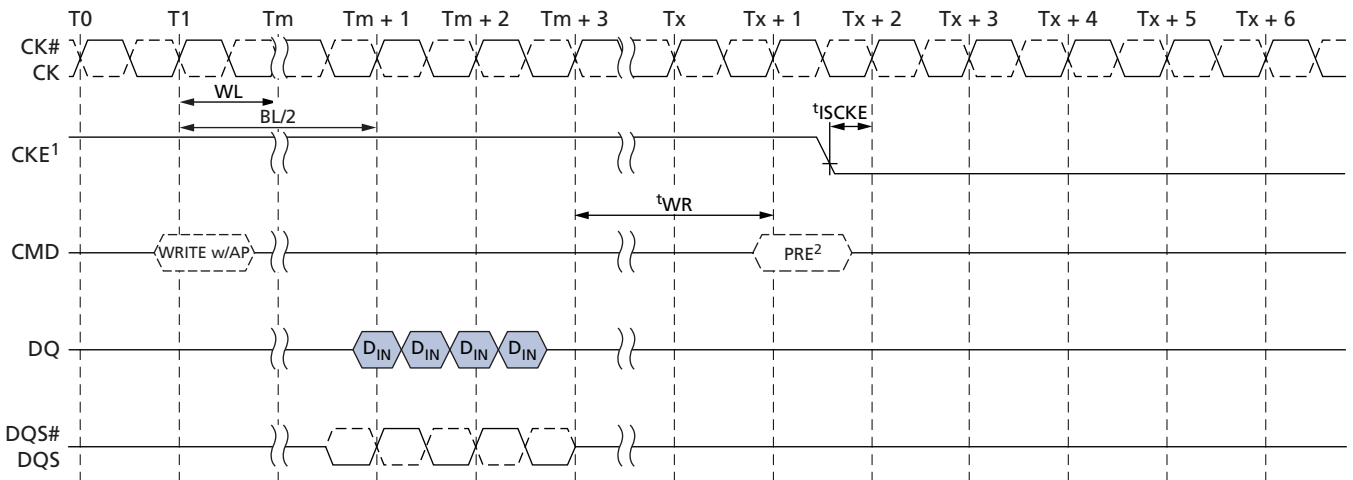 T0 T1 Tm Tm + 1 Tm + 2 Tm + 3 Tx Tx + 1 Tx + 2 Tx + 3 Tx + 4 Tx + 5 Tx + 6
CK#
CK
WL
BL/2
tISCKE
CKE1
tWR
CMD WRITE w/AP PRE2
DQ DIN DIN DIN DIN
DQS#
DQS